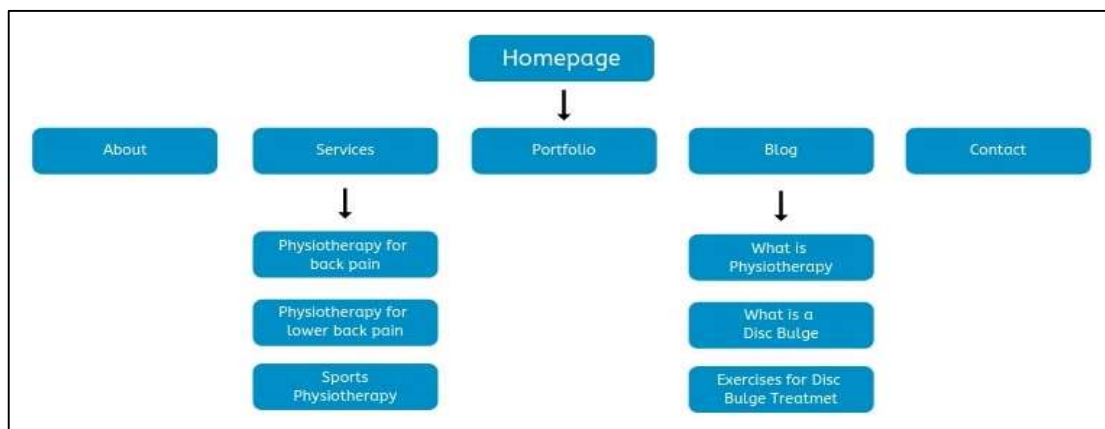 Homepage
About
Services
Portfolio
Blog
Contact
Physiotherapy for
back pain
Physiotherapy for
lower back pain
Sports
Physiotherapy
What is
Physiotherapy
What is a
Disc Bulge
Exercises for Disc
Bulge Treatmet